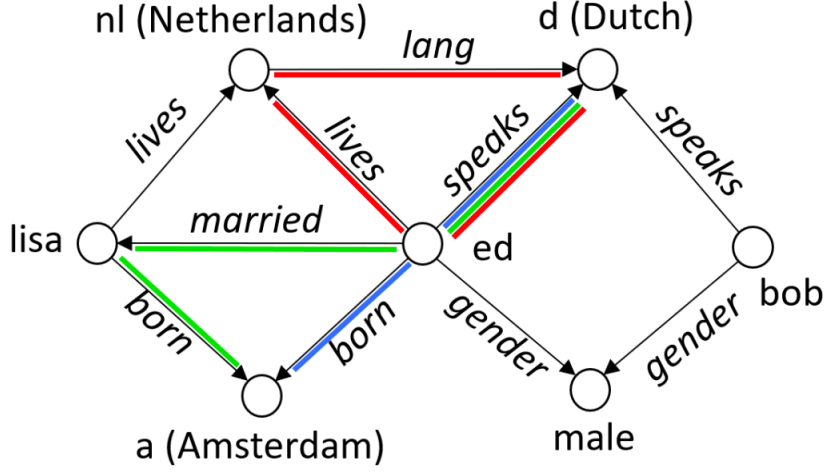 nl (Netherlands)
d (Dutch)
lang
lives
lives
speaks
speaks
married
lisa
ed
bob
born
born
gender
gender
a (Amsterdam)
male